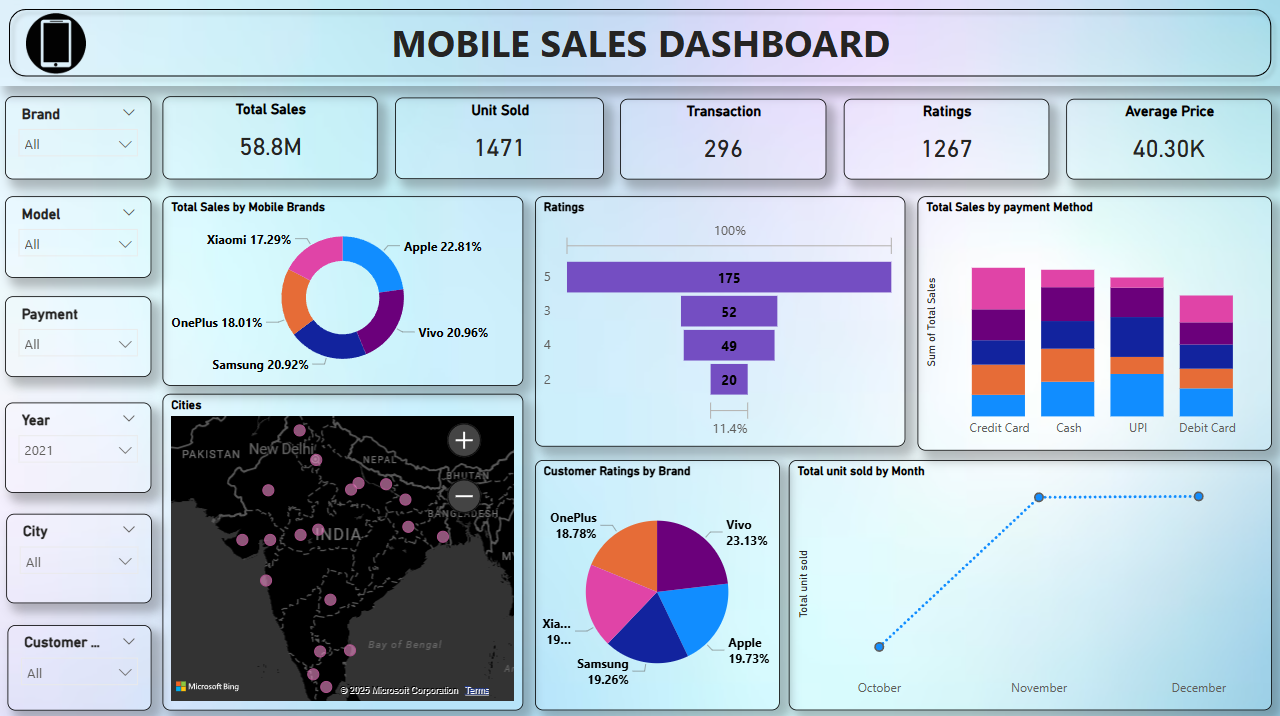 MOBILE SALES DASHBOARD
Brand
All
Total Sales
58.8M
Unit Sold
1471
Transaction
296
Ratings
1267
Average Price
40.30K
Model
All
Payment
All
Year
2021
City
All
Customer ...
All
Total Sales by Mobile Brands
Xiaomi 17.29%
Apple 22.81%
OnePlus 18.01%
Vivo 20.96%
Samsung 20.92%
Ratings
100%
5
175
3
52
4
49
2
20
11.4%
Total Sales by payment Method
Sum of Total Sales
Credit Card
Cash
UPI
Debit Card
Cities
PAKISTAN
New Delhi
NEPAL
BHUTAN
BANGLADESH
INDIA
Bay of Bengal
Microsoft Bing
© 2025 Microsoft Corporation
Terms
Customer Ratings by Brand
OnePlus
18.78%
Vivo
23.13%
Xia...
19...
Apple
19.73%
Samsung
19.26%
Total unit sold by Month
Total unit sold
October
November
December